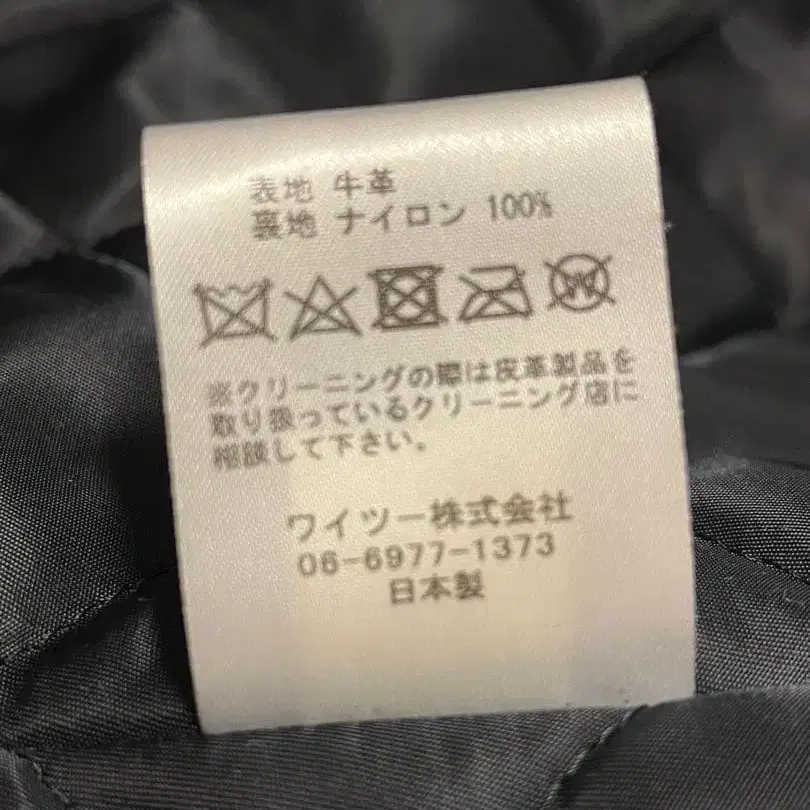 表地 牛革
裏地 ナイロン 100%
※クリーニングの際は皮革製品を
取り扱っているクリーニング店に
相談して下さい。
ワイツー株式会社
06-6977-1373
日本製